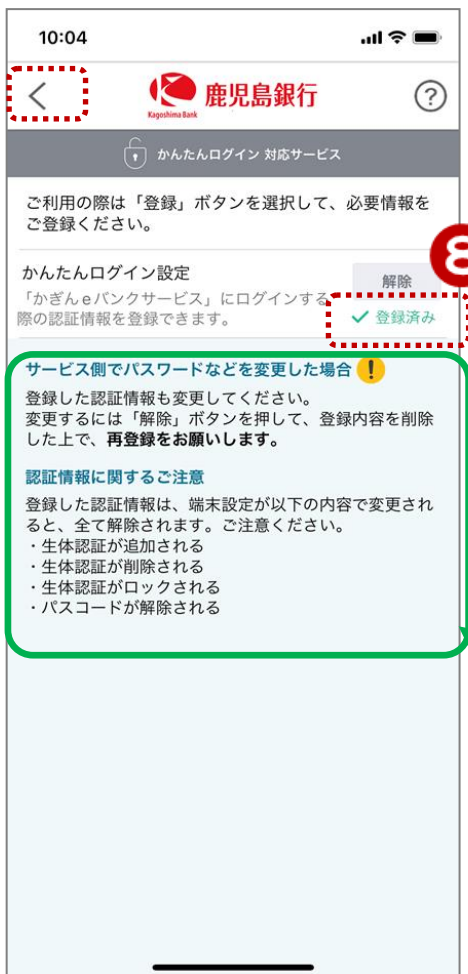 10:04
鹿児島銀行
Kagoshima Bank
?
かんたんログイン 対応サービス
ご利用の際は「登録」ボタンを選択して、必要情報を
ご登録ください。
8
かんたんログイン設定
解除
「かぎんeバンクサービス」にログインする
際の認証情報を登録できます。
✓ 登録済み
サービス側でパスワードなどを変更した場合 !
登録した認証情報も変更してください。
変更するには「解除」ボタンを押して、登録内容を削除
した上で、再登録をお願いします。
認証情報に関するご注意
登録した認証情報は、端末設定が以下の内容で変更され
ると、全て解除されます。ご注意ください。
・生体認証が追加される
・生体認証が削除される
・生体認証がロックされる
・パスコードが解除される